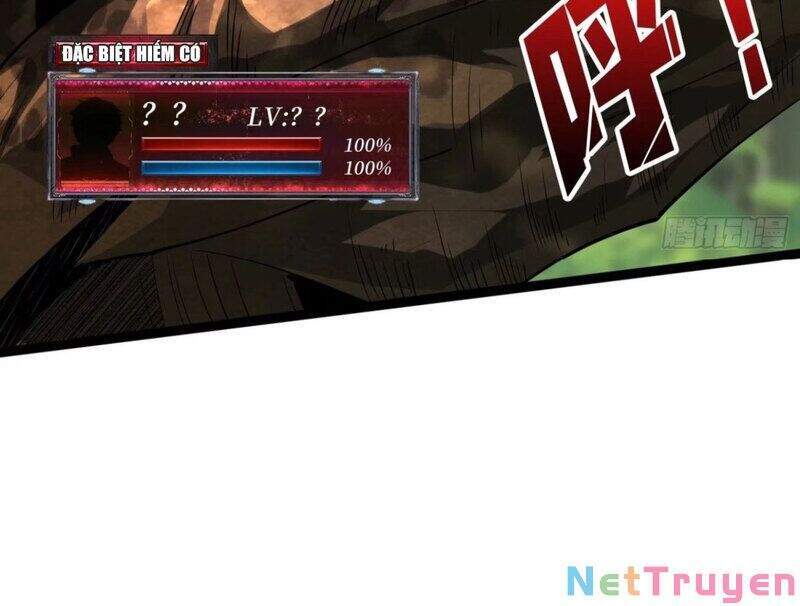 ĐẶC BIỆT HIẾM CÓ
? ? LV:? ?
100%
100%
呼!
腾讯动漫
NetTruyen